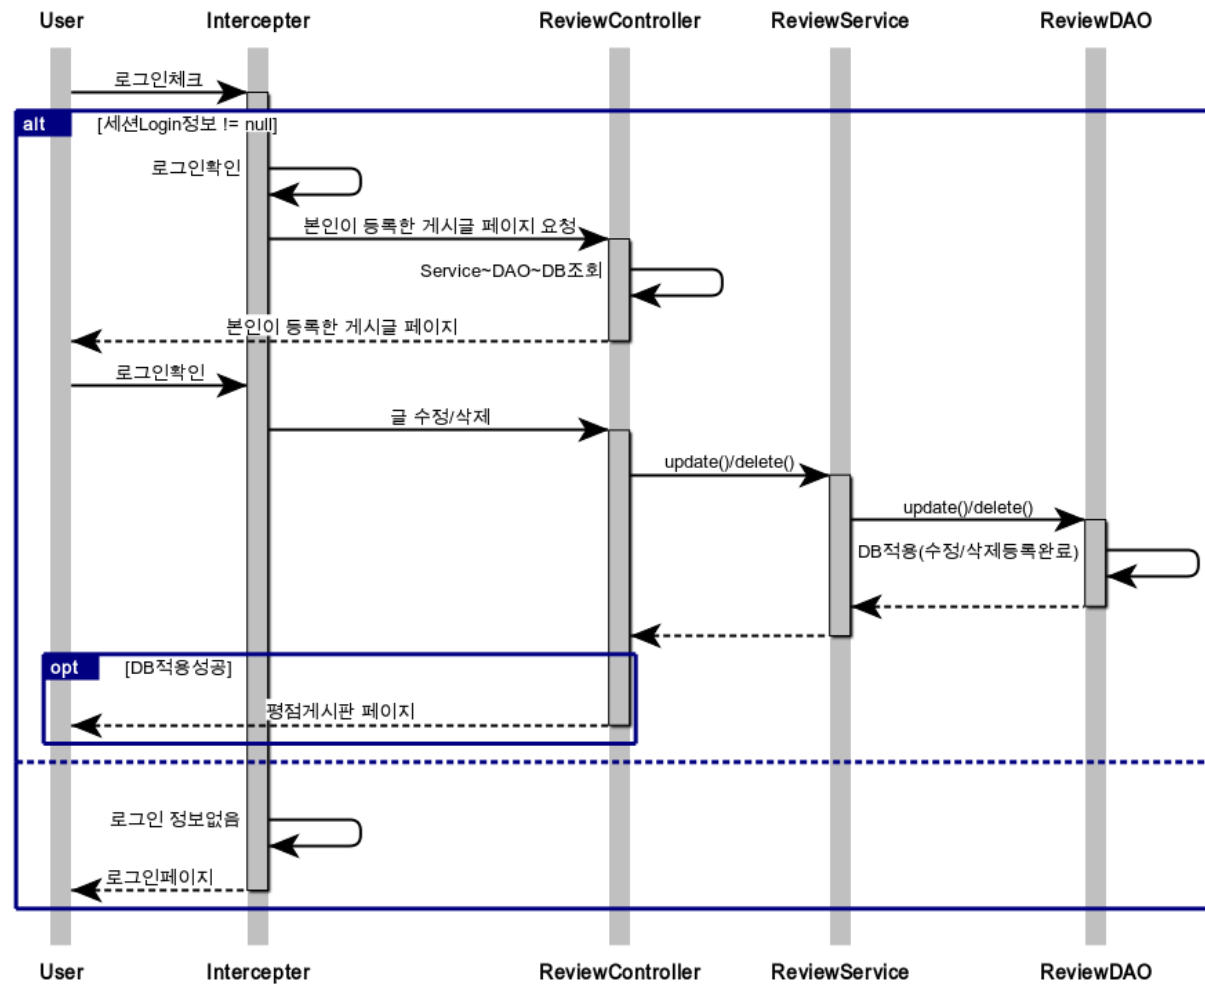 User Intercepter ReviewController ReviewService ReviewDAO
로그인체크
alt [세션Login정보 != null]
로그인확인
본인이 등록한 게시글 페이지 요청
Service~DAO~DB조회
본인이 등록한 게시글 페이지
로그인확인
글 수정/삭제
update()/delete()
update()/delete()
DB적용(수정/삭제등록완료)
opt [DB적용성공]
평점게시판 페이지
로그인 정보없음
로그인페이지
User Intercepter ReviewController ReviewService ReviewDAO